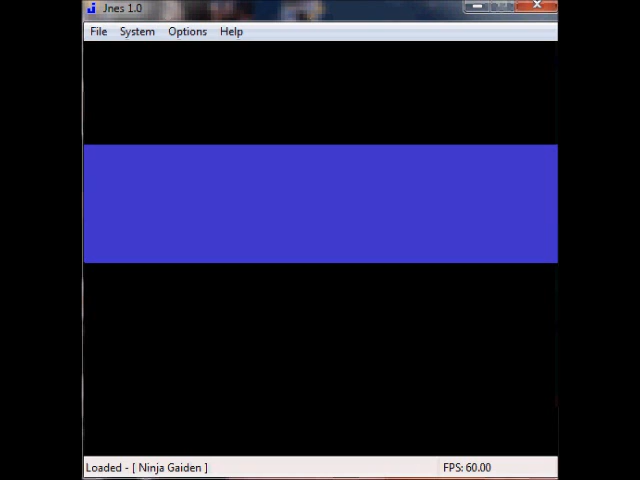 Jnes 1.0
File System Options Help
Loaded - [ Ninja Gaiden ] FPS: 60.00